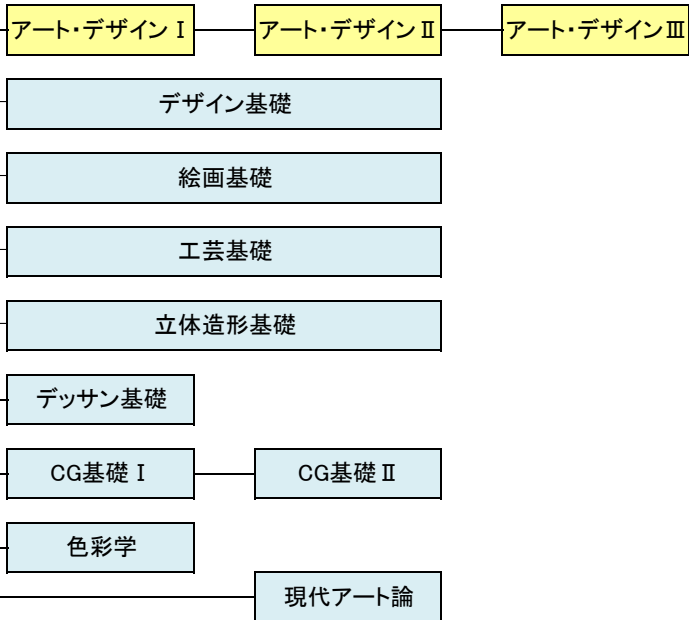 アート・デザインⅠ
アート・デザインⅡ
アート・デザインⅢ
デザイン基礎
絵画基礎
工芸基礎
立体造形基礎
デッサン基礎
CG基礎Ⅰ
CG基礎Ⅱ
色彩学
現代アート論